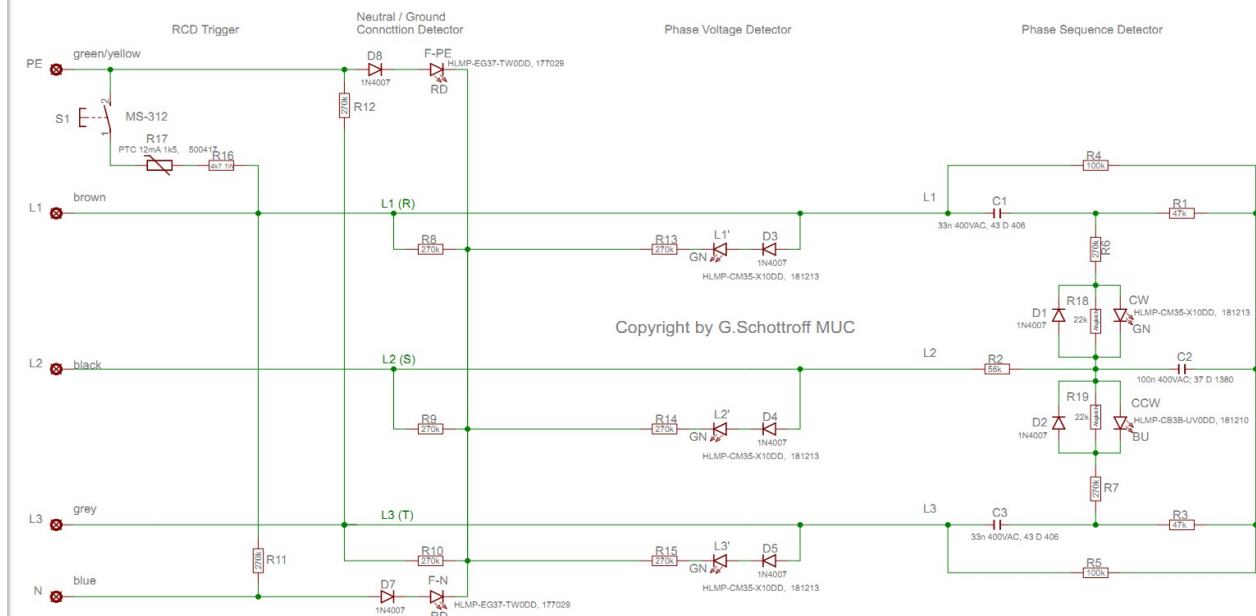 RCD Trigger
Neutral / Ground
Conncttion Detector
Phase Voltage Detector
Phase Sequence Detector
PE
green/yellow
D8
1N4007
F-PE
HLMP-EG37-TW0DD, 177029
RD
270k
R12
S1
2
1
MS-312
R17
PTC 12mA 1k5, 500417
R16
4k7 1W
L1
brown
L1 (R)
R8
270k
R13
270k
L1'
GN
D3
1N4007
HLMP-CM35-X10DD, 181213
L1
R4
100k
C1
33n 400VAC, 43 D 406
R1
47k
270k
R6
D1
1N4007
R18
22k
Abgleich
CW
HLMP-CM35-X10DD, 181213
GN
Copyright by G.Schottroff MUC
L2
black
L2 (S)
R9
270k
R14
270k
L2'
GN
D4
1N4007
HLMP-CM35-X10DD, 181213
L2
R2
56k
C2
100n 400VAC; 37 D 1380
D2
1N4007
R19
22k
Abgleich
CCW
HLMP-CB3B-UV0DD, 181210
BU
270k
R7
L3
grey
L3 (T)
R10
270k
R15
270k
L3'
GN
D5
1N4007
HLMP-CM35-X10DD, 181213
L3
C3
33n 400VAC, 43 D 406
R3
47k
R5
100k
270k
R11
N
blue
D7
1N4007
F-N
HLMP-EG37-TW0DD, 177029
RD